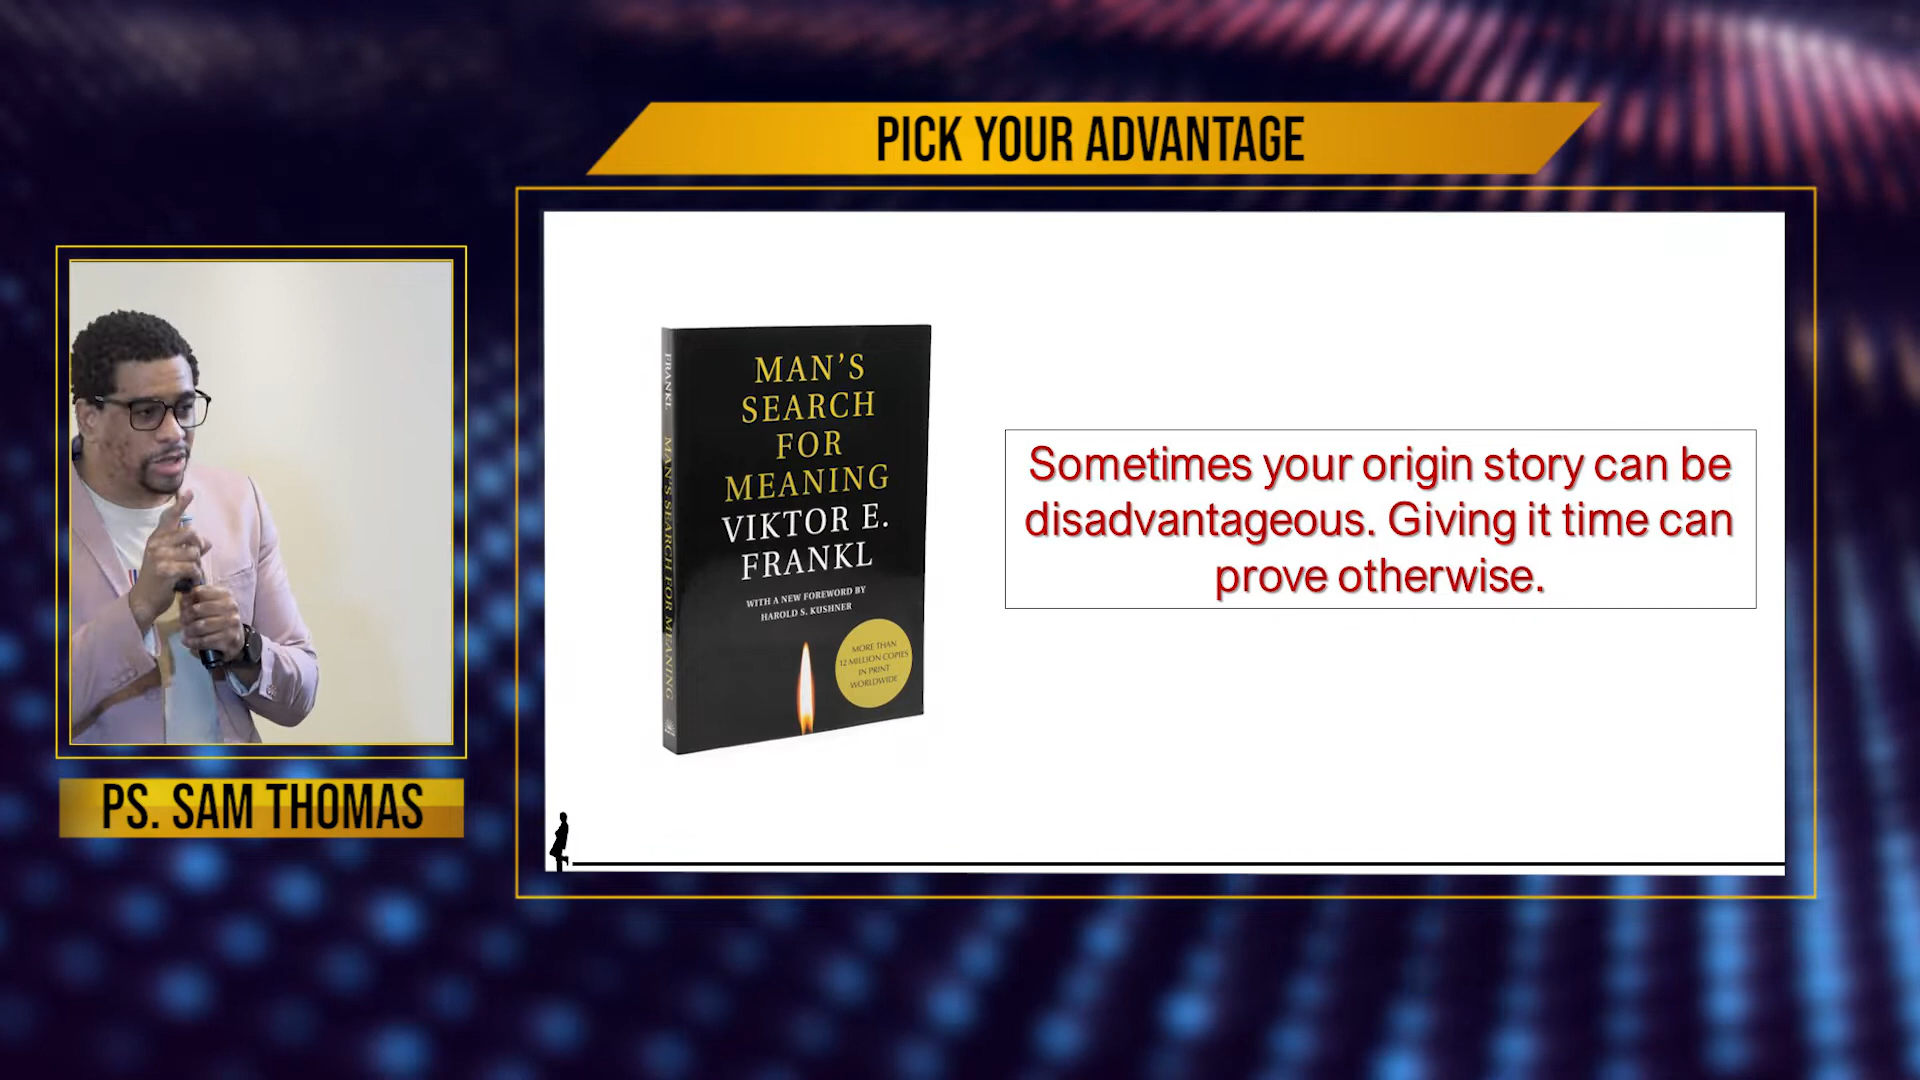 PICK YOUR ADVANTAGE
FRANKL
MAN'S SEARCH FOR MEANING
MAN'S
SEARCH
FOR
MEANING
VIKTOR E.
FRANKL
WITH A NEW FOREWORD BY
HAROLD S. KUSHNER
MORE THAN
12 MILLION COPIES
IN PRINT
WORLDWIDE
Sometimes your origin story can be
disadvantageous. Giving it time can
prove otherwise.
PS. SAM THOMAS